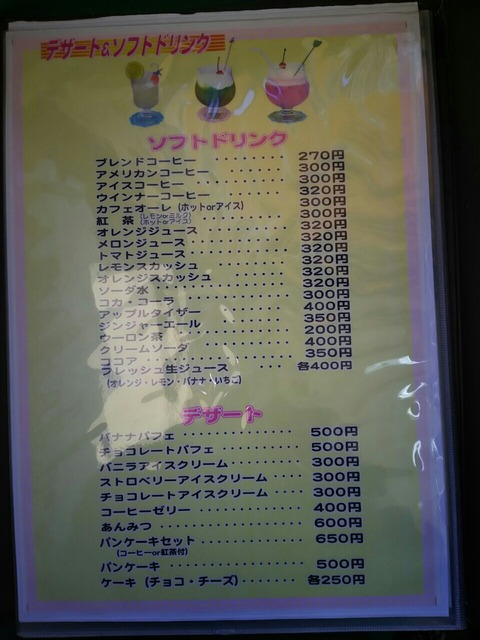 デザート&ソフトドリンク
ソフトドリンク
ブレンドコーヒー ········ 270円
アメリカンコーヒー ······ 300円
アイスコーヒー ········· 300円
ウインナーコーヒー ······ 320円
カフェオーレ (ホットorアイス) 300円
紅 茶 (レモンorミルク)(ホットorアイス) ········ 300円
オレンジジュース ········ 320円
メロンジュース ········· 320円
トマトジュース ········· 320円
レモンスカッシュ ········ 320円
オレンジスカッシュ ······· 320円
ソーダ水 ············ 320円
コカ・コーラ ·········· 300円
アップルタイザー ········ 400円
ジンジャーエール ········ 350円
ウーロン茶 ··········· 200円
クリームソーダ ········· 400円
ココア ············· 350円
フレッシュ生ジュース ··· 各400円
(オレンジ・レモン・バナナ・いちご)
デザート
バナナパフェ ·········· 500円
チョコレートパフェ ······· 500円
バニラアイスクリーム ······ 300円
ストロベリーアイスクリーム ···· 300円
チョコレートアイスクリーム ···· 300円
コーヒーゼリー ········· 400円
あんみつ ············ 600円
パンケーキセット ········ 650円
(コーヒーor紅茶付)
パンケーキ ··········· 500円
ケーキ (チョコ・チーズ) ······· 各250円